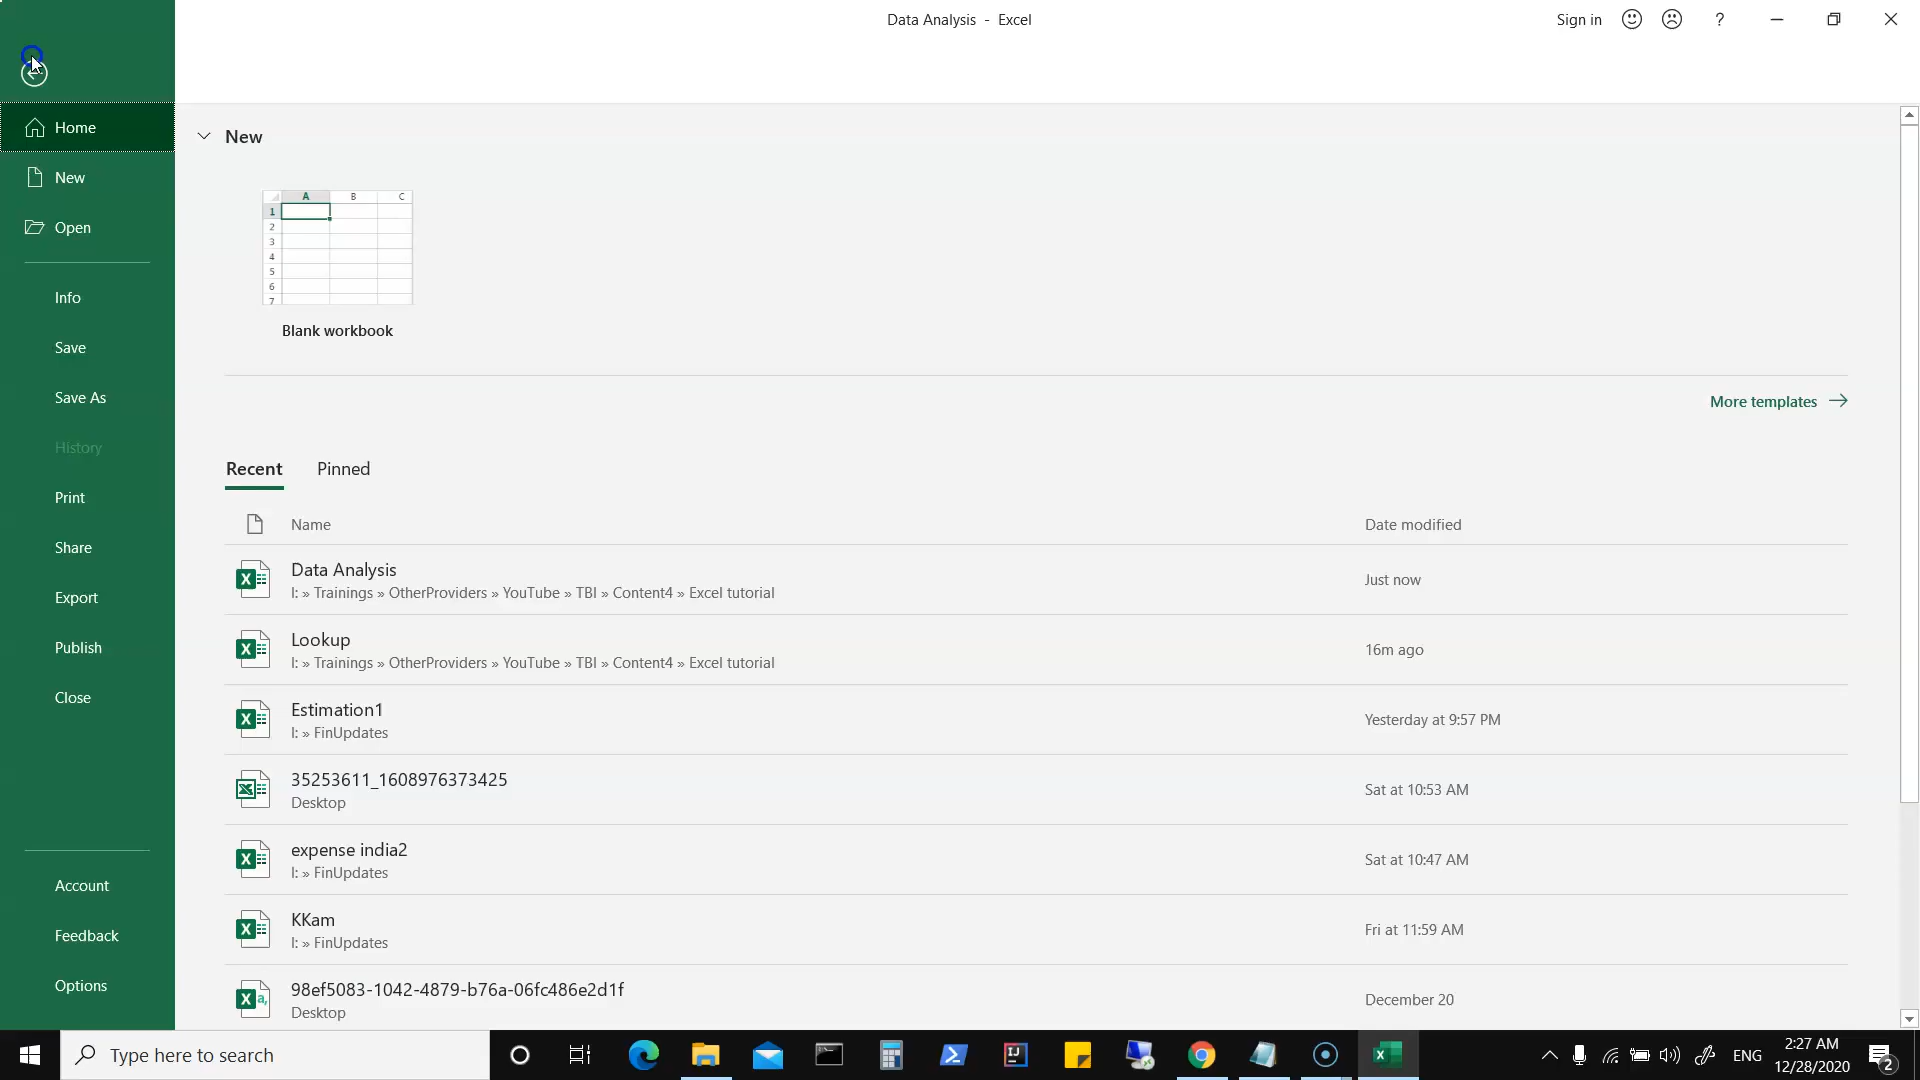 Data Analysis - Excel
Sign in
?
Home
New
Open
Info
Save
Save As
History
Print
Share
Export
Publish
Close
Account
Feedback
Options
New
A B C
1
2
3
4
5
6
7
Blank workbook
More templates
Recent Pinned
Name Date modified
Data Analysis
I: » Trainings » OtherProviders » YouTube » TBI » Content4 » Excel tutorial
Just now
Lookup
I: » Trainings » OtherProviders » YouTube » TBI » Content4 » Excel tutorial
16m ago
Estimation1
I: » FinUpdates
Yesterday at 9:57 PM
35253611_1608976373425
Desktop
Sat at 10:53 AM
expense india2
I: » FinUpdates
Sat at 10:47 AM
KKam
I: » FinUpdates
Fri at 11:59 AM
98ef5083-1042-4879-b76a-06fc486e2d1f
Desktop
December 20
Type here to search
ENG
2:27 AM
12/28/2020
2